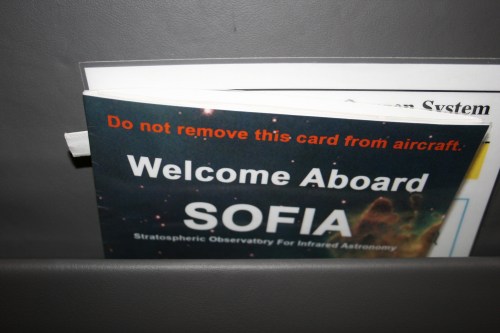 System
Do not remove this card from aircraft.
Welcome Aboard
SOFIA
Stratospheric Observatory For Infrared Astronomy